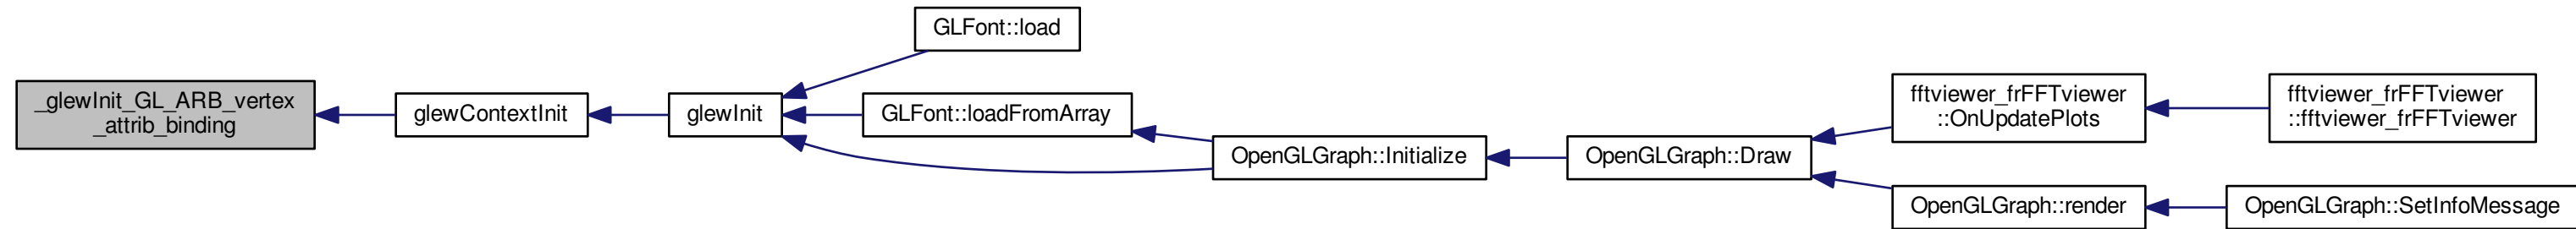 _glewInit_GL_ARB_vertex
_attrib_binding
glewContextInit
glewInit
GLFont::load
GLFont::loadFromArray
OpenGLGraph::Initialize
OpenGLGraph::Draw
fftviewer_frFFTviewer
::OnUpdatePlots
fftviewer_frFFTviewer
::fftviewer_frFFTviewer
OpenGLGraph::render
OpenGLGraph::SetInfoMessage